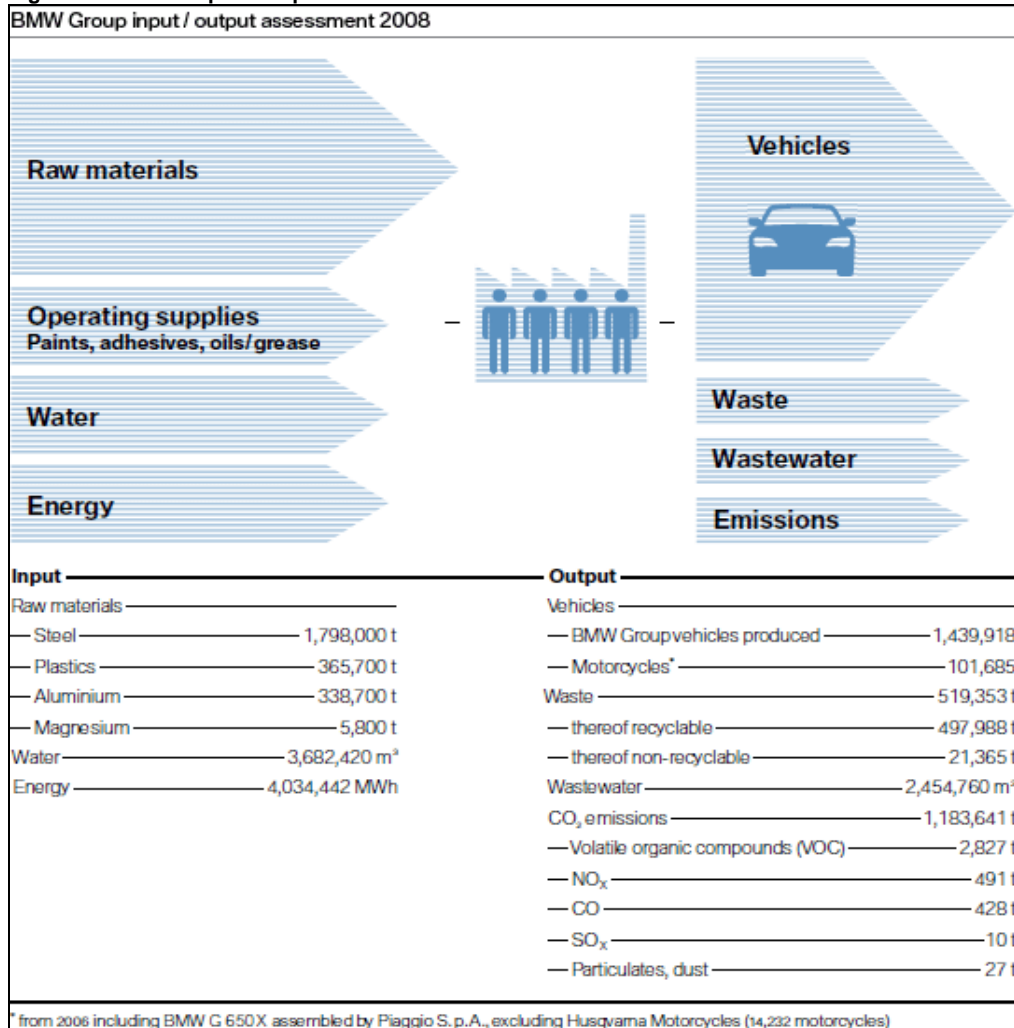 BMW Group input / output assessment 2008
Raw materials
Operating supplies
Paints, adhesives, oils/grease
Water
Energy
Vehicles
Waste
Wastewater
Emissions
Input
Raw materials
— Steel 1,798,000 t
— Plastics 365,700 t
— Aluminium 338,700 t
— Magnesium 5,800 t
Water 3,682,420 m³
Energy 4,034,442 MWh
Output
Vehicles
— BMW Group vehicles produced 1,439,918
— Motorcycles* 101,685
Waste 519,353 t
— thereof recyclable 497,988 t
— thereof non-recyclable 21,365 t
Wastewater 2,454,760 m³
CO₂ emissions 1,183,641 t
— Volatile organic compounds (VOC) 2,827 t
— NOₓ 491 t
— CO 428 t
— SOₓ 10 t
— Particulates, dust 27 t
* from 2006 including BMW G 650 X assembled by Piaggio S. p. A., excluding Husqvarna Motorcycles (14,232 motorcycles)